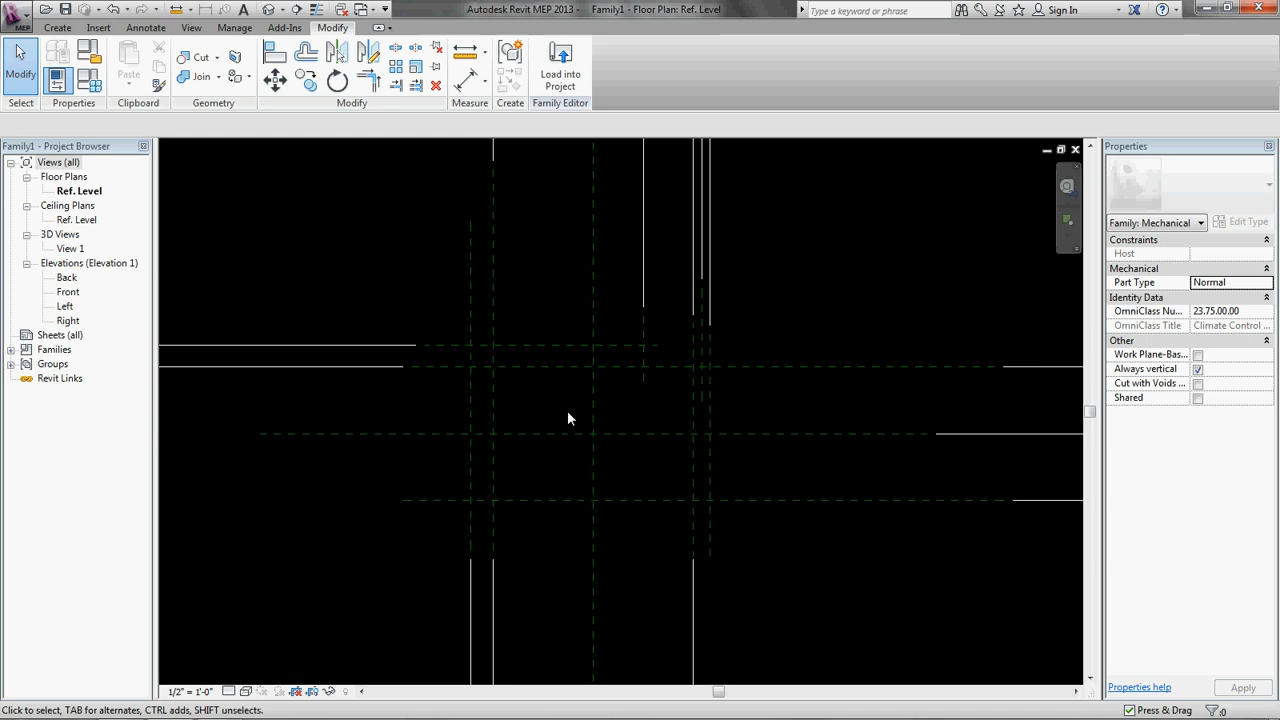 Autodesk Revit MEP 2013 - Family1 - Floor Plan: Ref. Level
Type a keyword or phrase
Sign In
MEP
Create
Insert
Annotate
View
Manage
Add-Ins
Modify
Modify
Paste
Cut
Join
Load into
Project
Select
Properties
Clipboard
Geometry
Modify
Measure
Create
Family Editor
Family1 - Project Browser
Views (all)
Floor Plans
Ref. Level
Ceiling Plans
Ref. Level
3D Views
View 1
Elevations (Elevation 1)
Back
Front
Left
Right
Sheets (all)
Families
Groups
Revit Links
Properties
Family: Mechanical
Edit Type
Constraints
Host
Mechanical
Part Type
Normal
Identity Data
OmniClass Nu...
23.75.00.00
OmniClass Title
Climate Control ...
Other
Work Plane-Bas...
Always vertical
Cut with Voids ...
Shared
Properties help
Apply
1/2" = 1'-0"
Click to select, TAB for alternates, CTRL adds, SHIFT unselects.
Press & Drag
:0